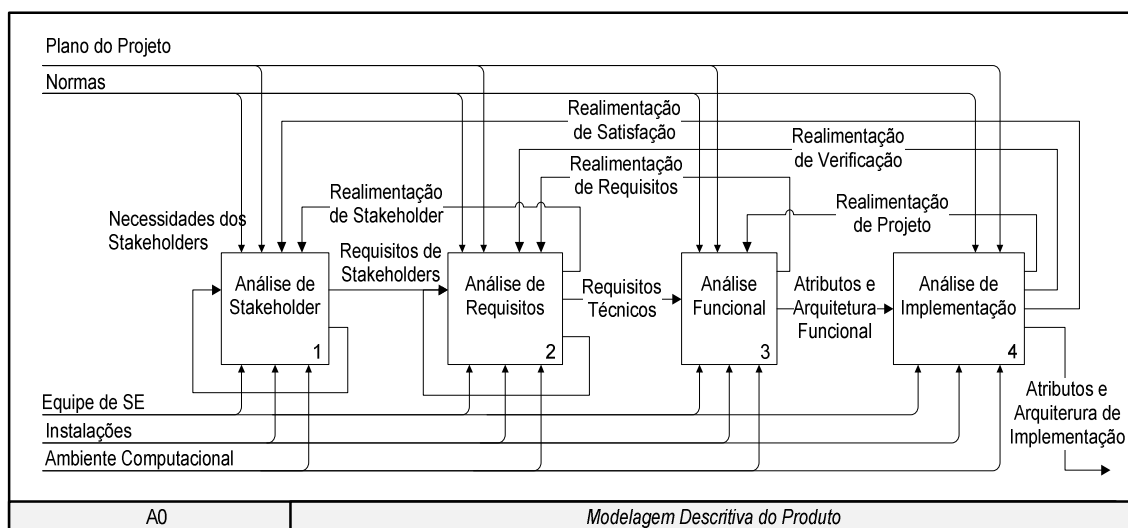 Plano do Projeto
Normas
Realimentação
de Satisfação
Realimentação
de Verificação
Realimentação
de Requisitos
Realimentação
de Stakeholder
Realimentação
de Projeto
Necessidades dos
Stakeholders
Requisitos de
Stakeholders
Análise de
Stakeholder
1
Análise de
Requisitos
2
Requisitos
Técnicos
Análise
Funcional
3
Atributos e
Arquitetura
Funcional
Análise de
Implementação
4
Equipe de SE
Instalações
Ambiente Computacional
Atributos e
Arquiterura de
Implementação
A0
Modelagem Descritiva do Produto